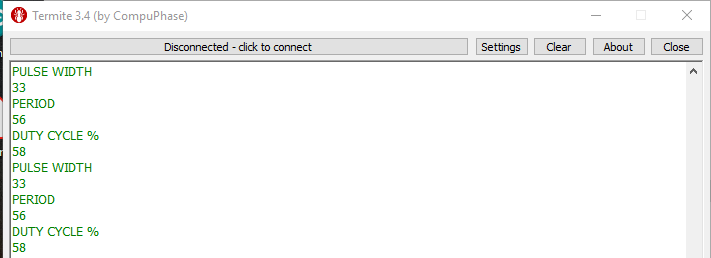 Termite 3.4 (by CompuPhase)
Disconnected - click to connect Settings Clear About Close
PULSE WIDTH
33
PERIOD
56
DUTY CYCLE %
58
PULSE WIDTH
33
PERIOD
56
DUTY CYCLE %
58